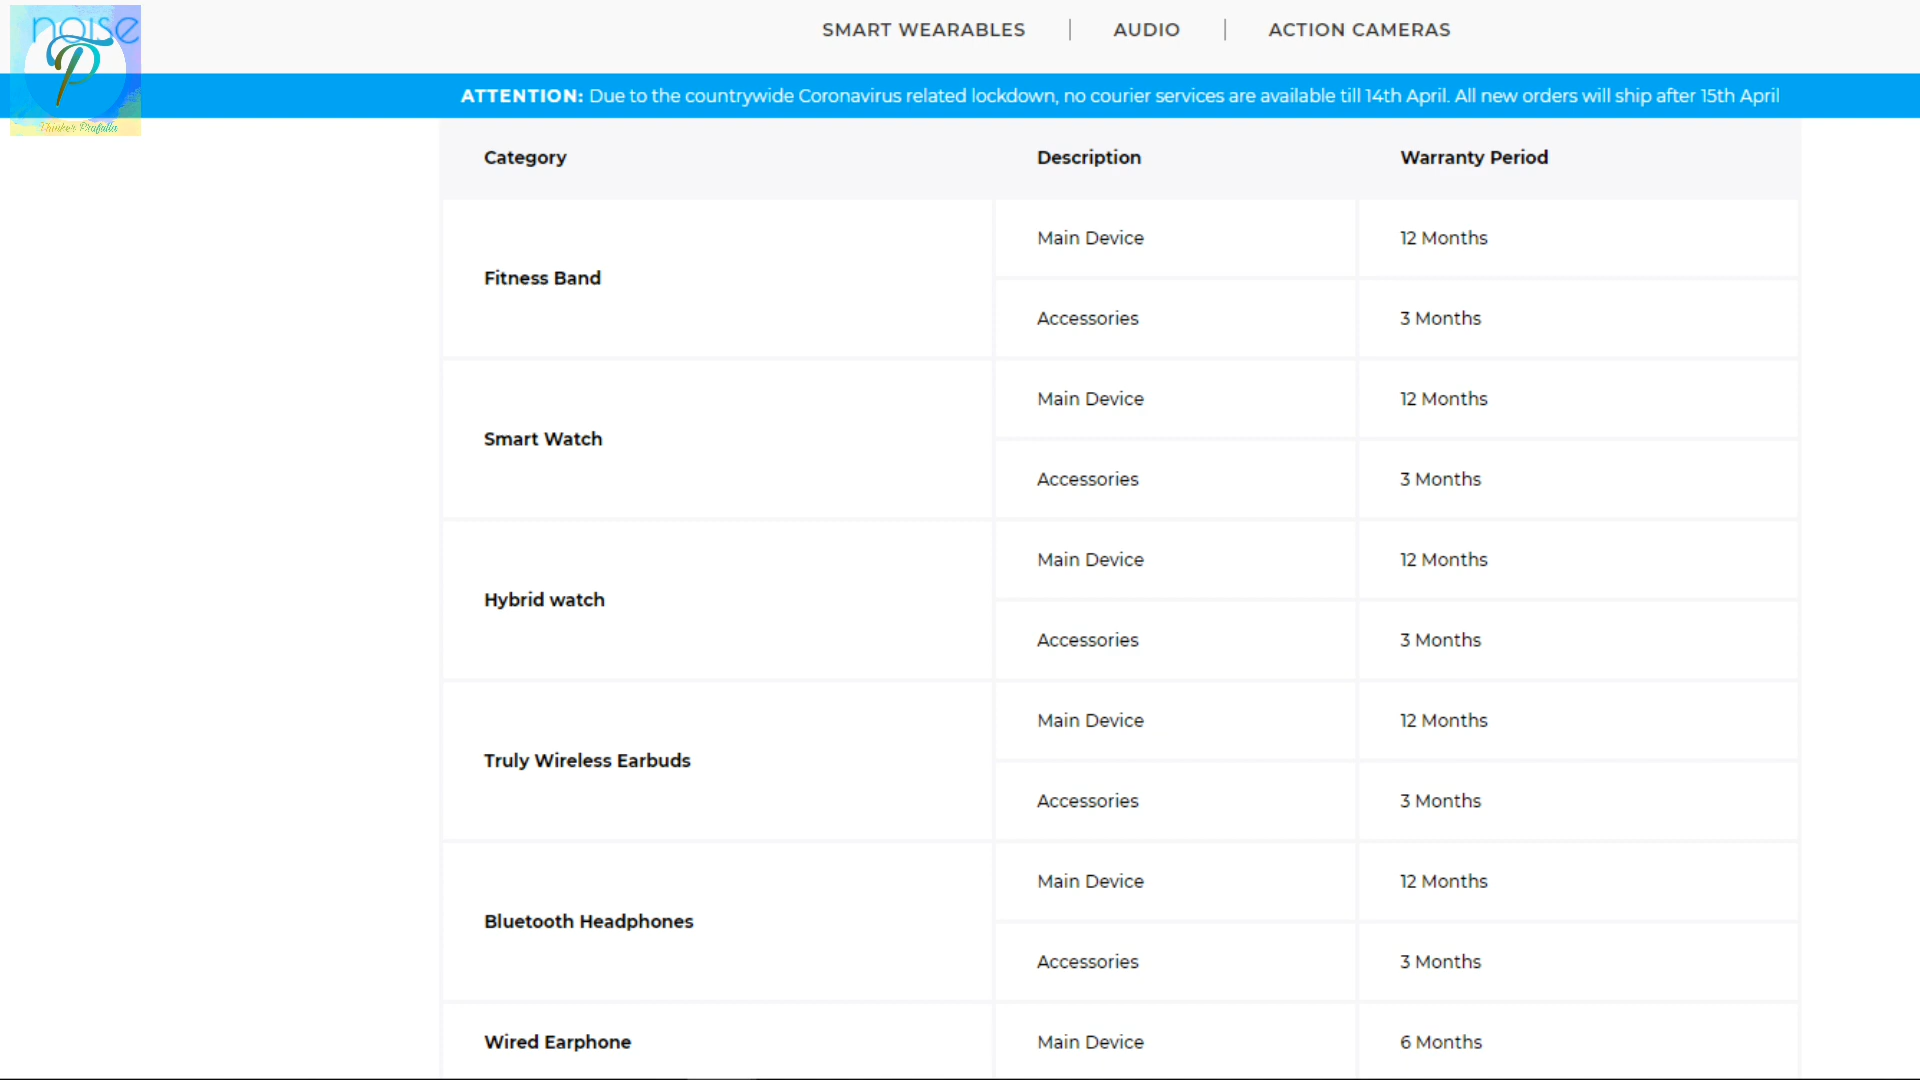 noise
SMART WEARABLES | AUDIO | ACTION CAMERAS
Thinker Prafulla
ATTENTION: Due to the countrywide Coronavirus related lockdown, no courier services are available till 14th April. All new orders will ship after 15th April
Category Description Warranty Period
Fitness Band
Main Device 12 Months
Accessories 3 Months
Smart Watch
Main Device 12 Months
Accessories 3 Months
Hybrid watch
Main Device 12 Months
Accessories 3 Months
Truly Wireless Earbuds
Main Device 12 Months
Accessories 3 Months
Bluetooth Headphones
Main Device 12 Months
Accessories 3 Months
Wired Earphone Main Device 6 Months